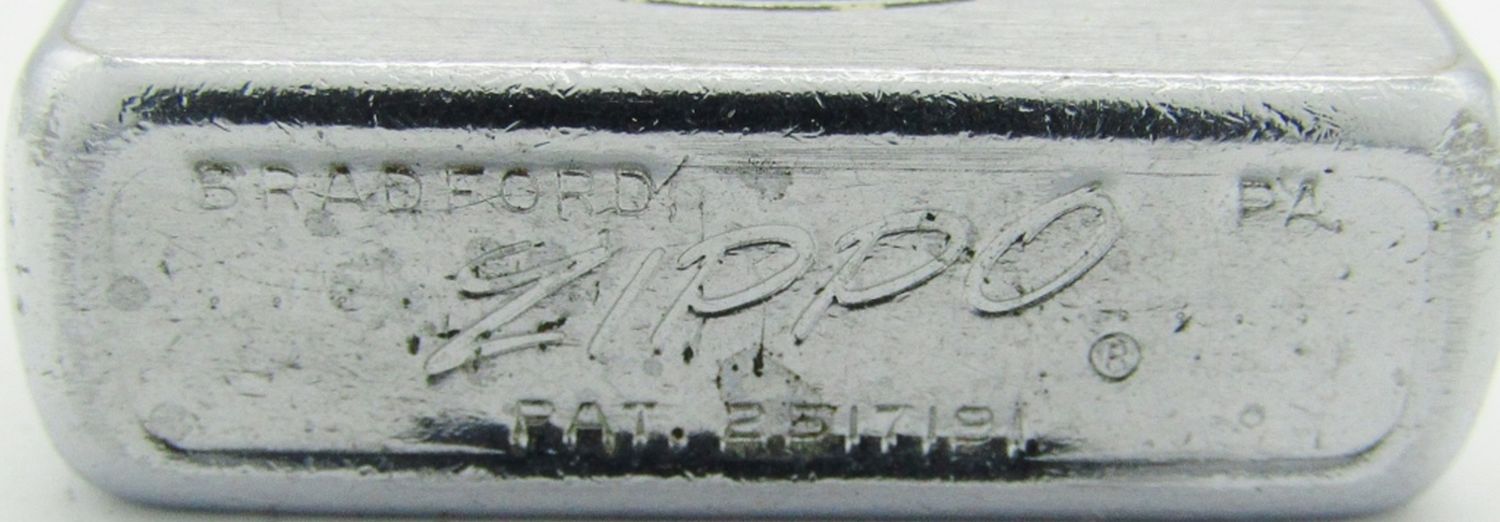 BRADFORD, PA.
ZIPPO ®
PAT. 2517191